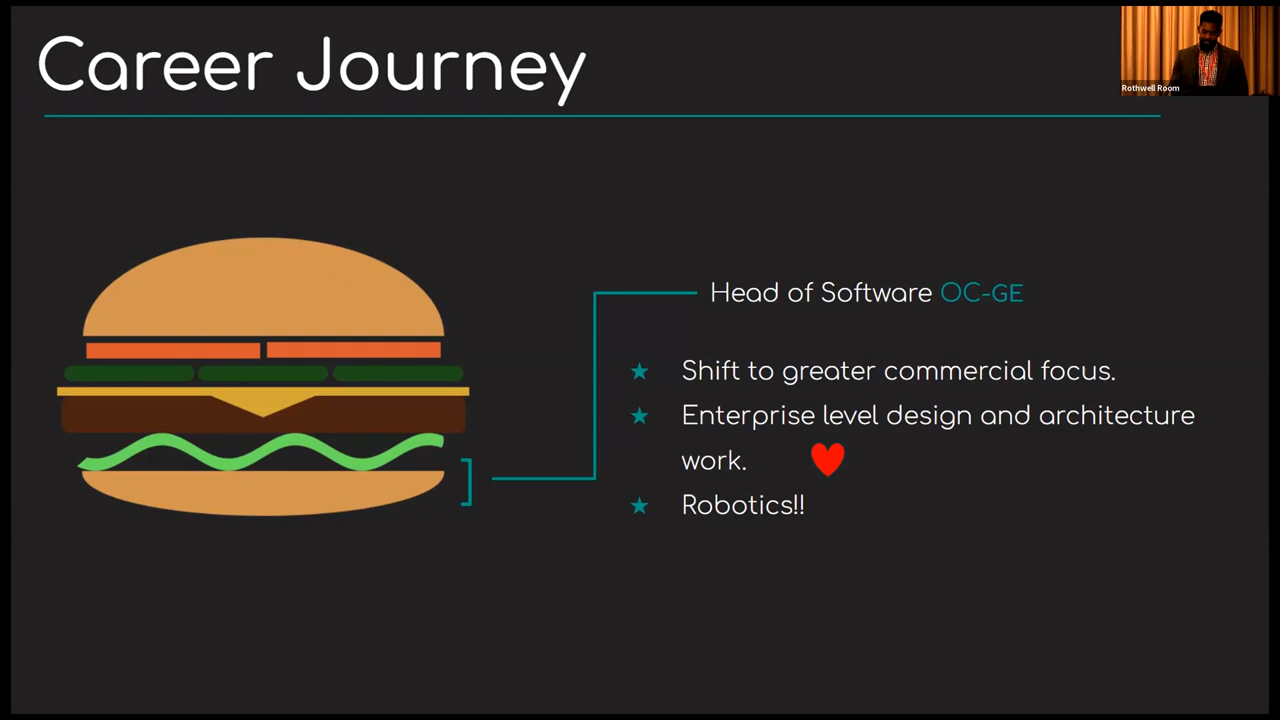 Career Journey
Rothwell Room
Head of Software OC-GE
Shift to greater commercial focus.
Enterprise level design and architecture
work.
Robotics!!